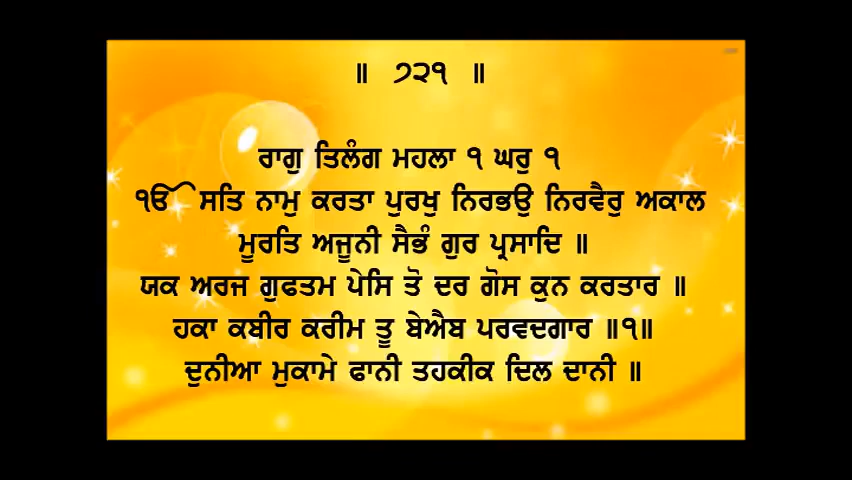 ॥ ੭੨੧ ॥
ਰਾਗੁ ਤਿਲੰਗ ਮਹਲਾ ੧ ਘਰੁ ੧
ੴ ਸਤਿ ਨਾਮੁ ਕਰਤਾ ਪੁਰਖੁ ਨਿਰਭਉ ਨਿਰਵੈਰੁ ਅਕਾਲ
ਮੂਰਤਿ ਅਜੂਨੀ ਸੈਭੰ ਗੁਰ ਪ੍ਰਸਾਦਿ ॥
ਯਕ ਅਰਜ ਗੁਫਤਮ ਪੇਸਿ ਤੋ ਦਰ ਗੋਸ ਕੁਨ ਕਰਤਾਰ ॥
ਹਕਾ ਕਬੀਰ ਕਰੀਮ ਤੂ ਬੇਐਬ ਪਰਵਦਗਾਰ ॥੧॥
ਦੁਨੀਆ ਮੁਕਾਮੇ ਫਾਨੀ ਤਹਕੀਕ ਦਿਲ ਦਾਨੀ ॥